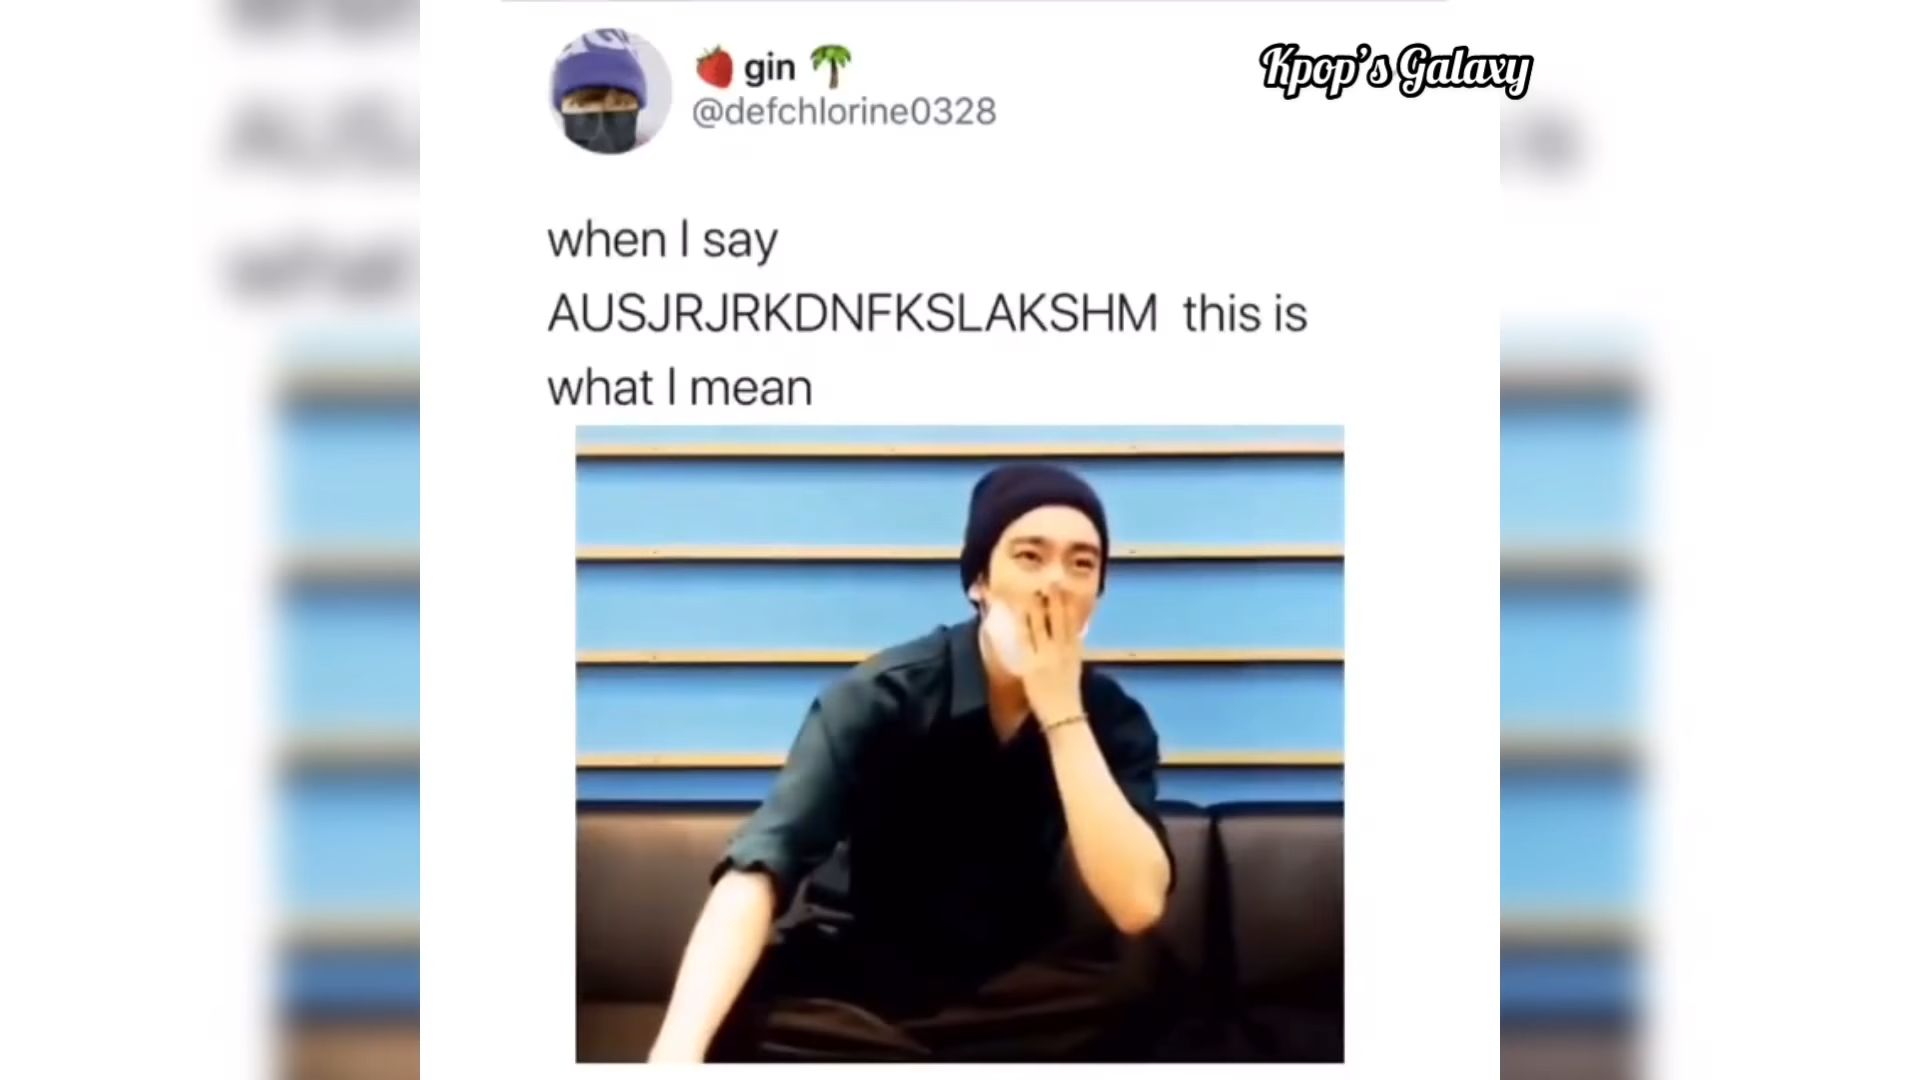 gin
Kpop's Galaxy
@defchlorine0328
when I say
AUSJRJRKDNFKSLAKSHM this is
what I mean